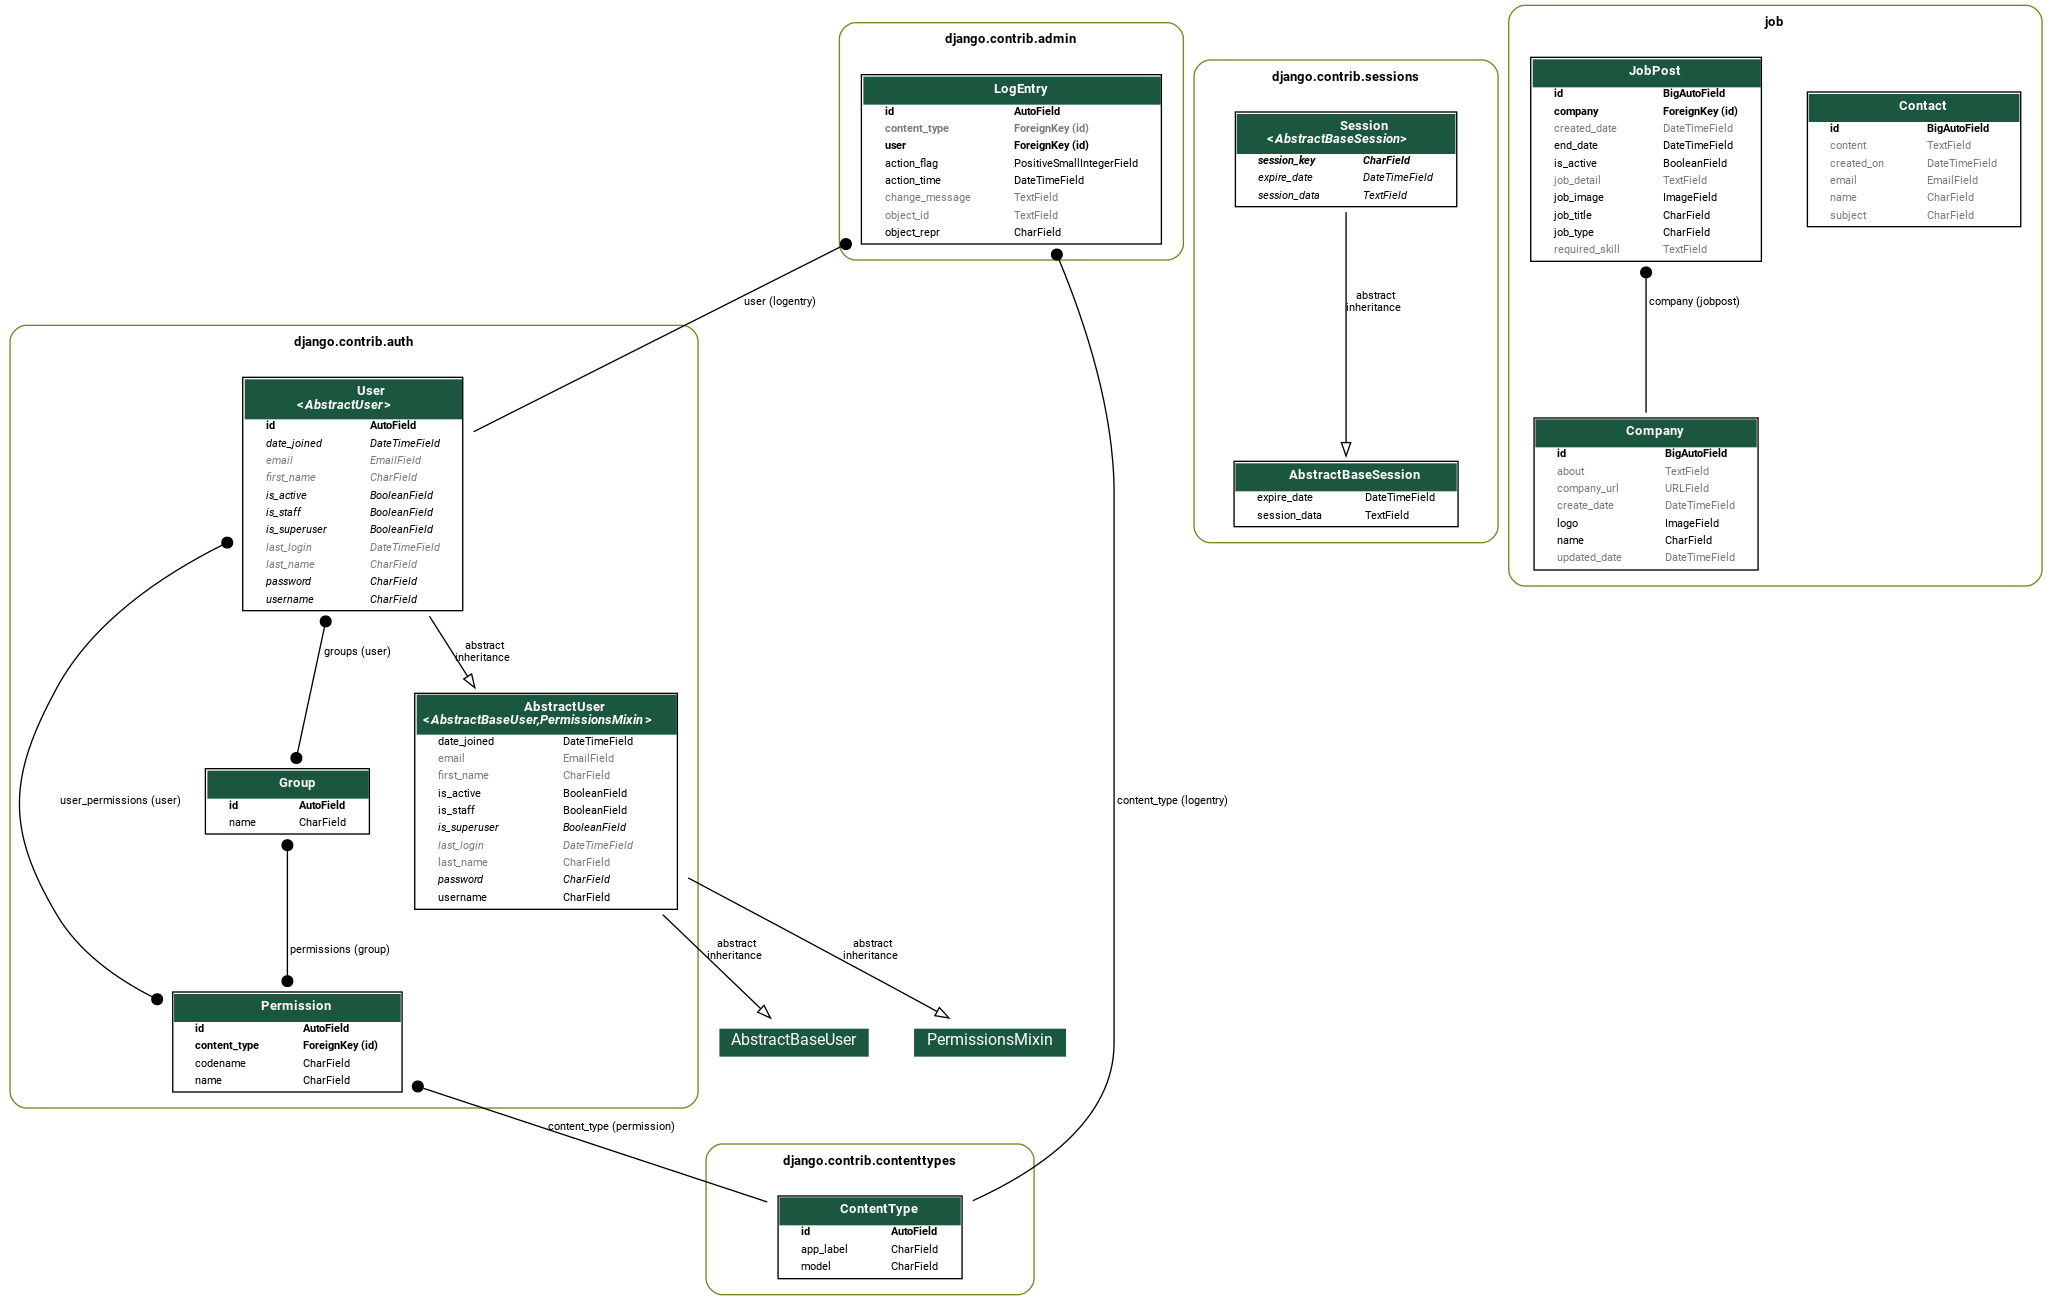 django.contrib.admin
LogEntry
id AutoField
content_type ForeignKey (id)
user ForeignKey (id)
action_flag PositiveSmallIntegerField
action_time DateTimeField
change_message TextField
object_id TextField
object_repr CharField
user (logentry)
django.contrib.sessions
Session
<AbstractBaseSession>
session_key CharField
expire_date DateTimeField
session_data TextField
abstract
inheritance
AbstractBaseSession
expire_date DateTimeField
session_data TextField
job
JobPost
id BigAutoField
company ForeignKey (id)
created_date DateTimeField
end_date DateTimeField
is_active BooleanField
job_detail TextField
job_image ImageField
job_title CharField
job_type CharField
required_skill TextField
Contact
id BigAutoField
content TextField
created_on DateTimeField
email EmailField
name CharField
subject CharField
company (jobpost)
Company
id BigAutoField
about TextField
company_url URLField
create_date DateTimeField
logo ImageField
name CharField
updated_date DateTimeField
django.contrib.auth
User
<AbstractUser>
id AutoField
date_joined DateTimeField
email EmailField
first_name CharField
is_active BooleanField
is_staff BooleanField
is_superuser BooleanField
last_login DateTimeField
last_name CharField
password CharField
username CharField
groups (user)
abstract
inheritance
AbstractUser
<AbstractBaseUser,PermissionsMixin>
date_joined DateTimeField
email EmailField
first_name CharField
is_active BooleanField
is_staff BooleanField
is_superuser BooleanField
last_login DateTimeField
last_name CharField
password CharField
username CharField
user_permissions (user)
Group
id AutoField
name CharField
permissions (group)
abstract
inheritance
abstract
inheritance
content_type (logentry)
Permission
id AutoField
content_type ForeignKey (id)
codename CharField
name CharField
AbstractBaseUser
PermissionsMixin
content_type (permission)
django.contrib.contenttypes
ContentType
id AutoField
app_label CharField
model CharField